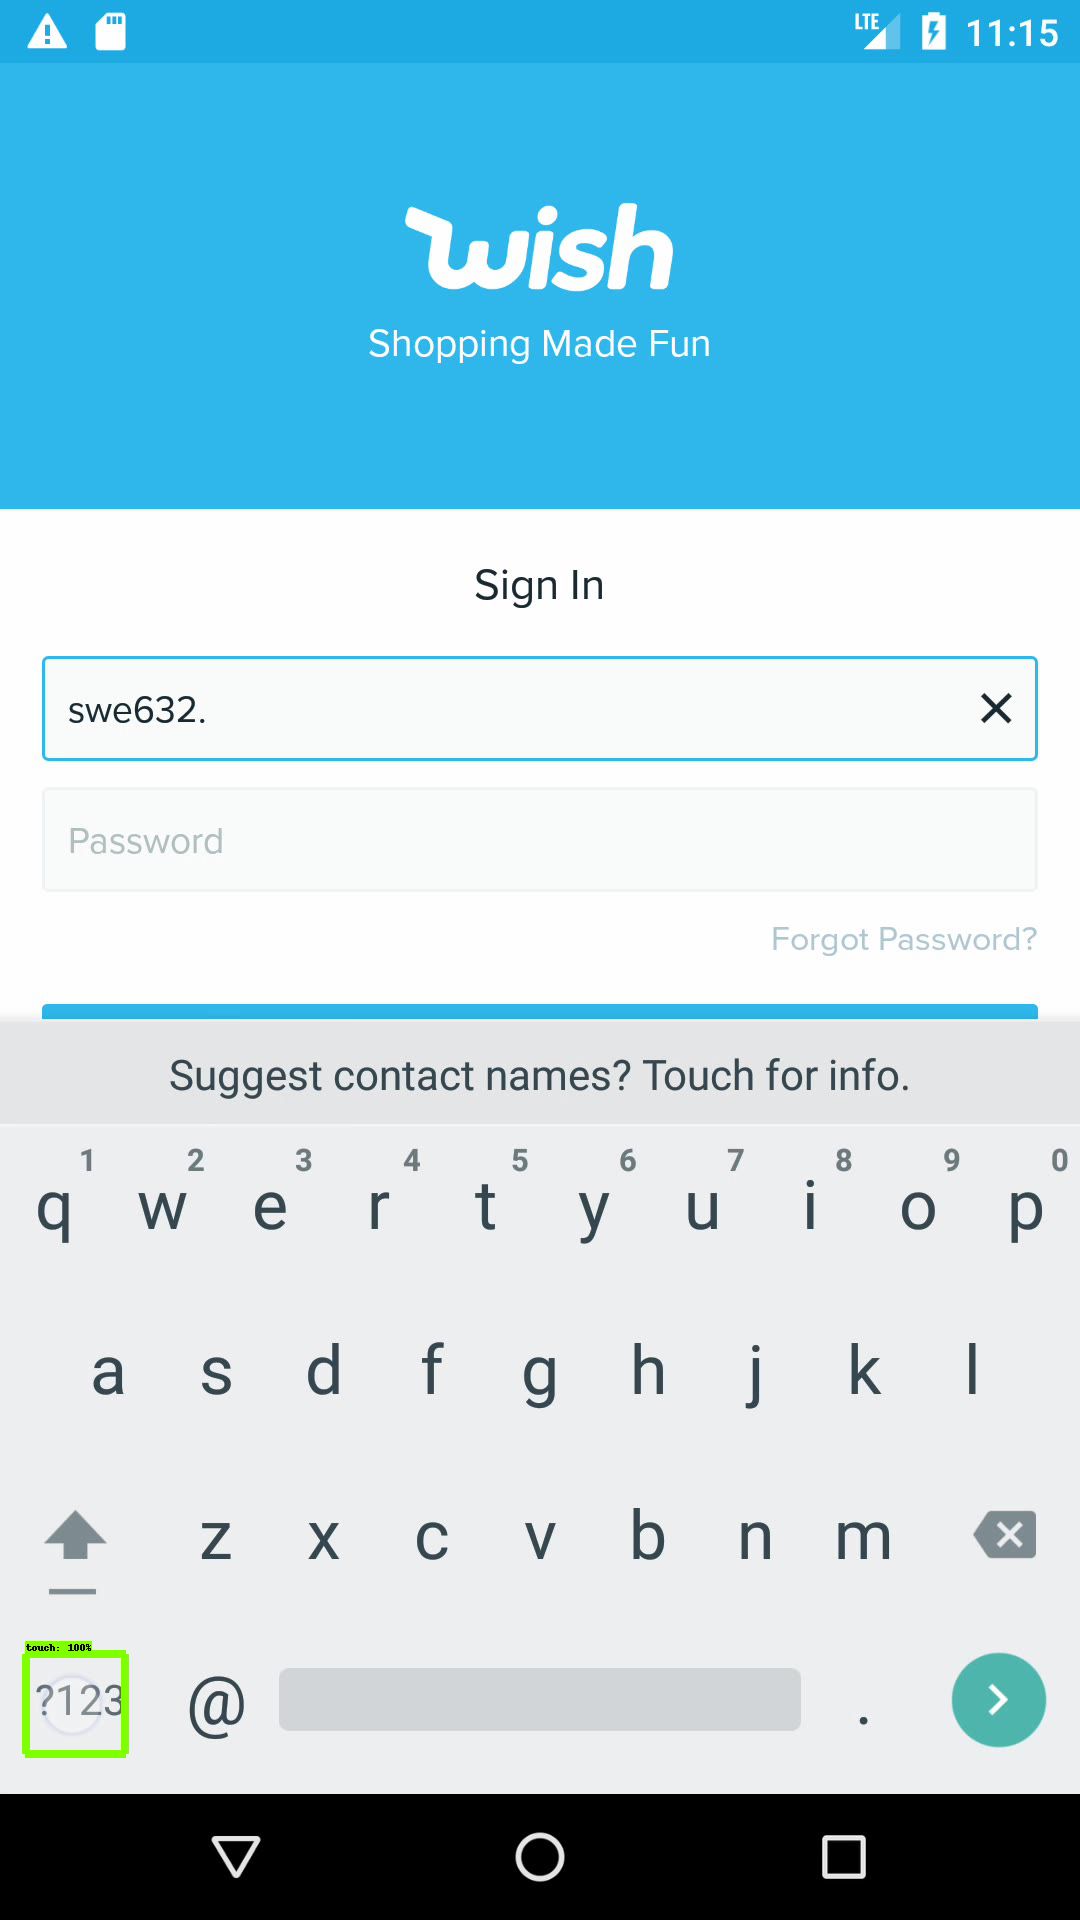 LTE 11:15
wish
Shopping Made Fun
Sign In
swe632.
Password
Forgot Password?
Suggest contact names? Touch for info.
1 2 3 4 5 6 7 8 9 0
q w e r t y u i o p
a s d f g h j k l
z x c v b n m
touch: 100%
?123 @ .